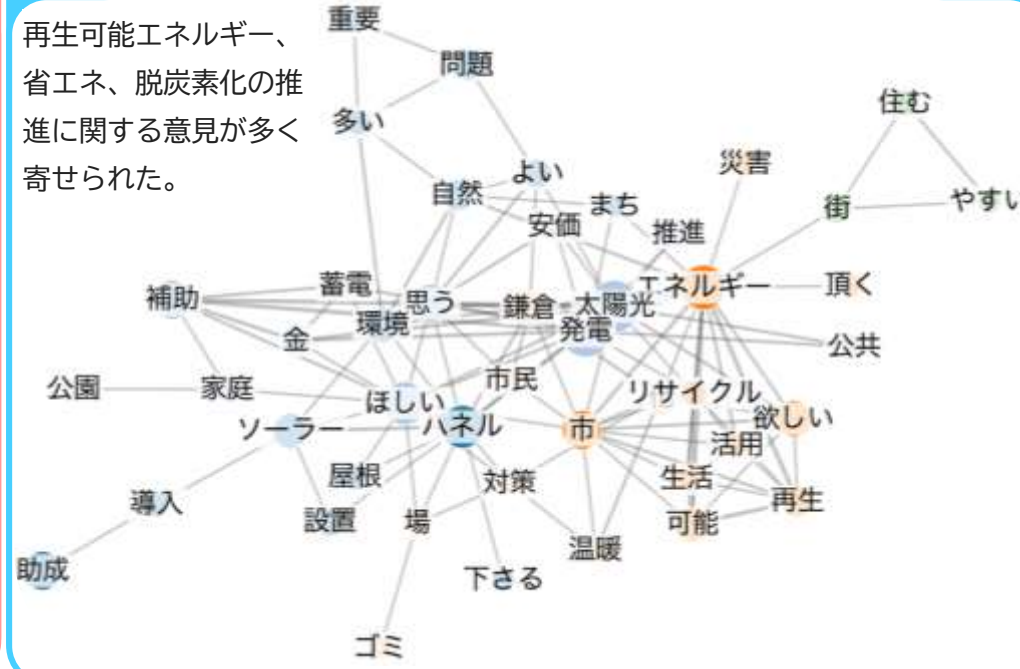 再生可能エネルギー、
省エネ、脱炭素化の推
進に関する意見が多く
寄せられた。
重要
問題
多い
住む
災害
よい
自然
まち
街
やすい
安価
推進
蓄電
エネルギー
頂く
補助
思う
鎌倉
太陽光
環境
発電
金
公共
市民
公園
家庭
リサイクル
ほしい
欲しい
ソーラー
ハネル
市
活用
屋根
対策
生活
導入
設置
場
可能
再生
温暖
助成
下さる
ゴミ